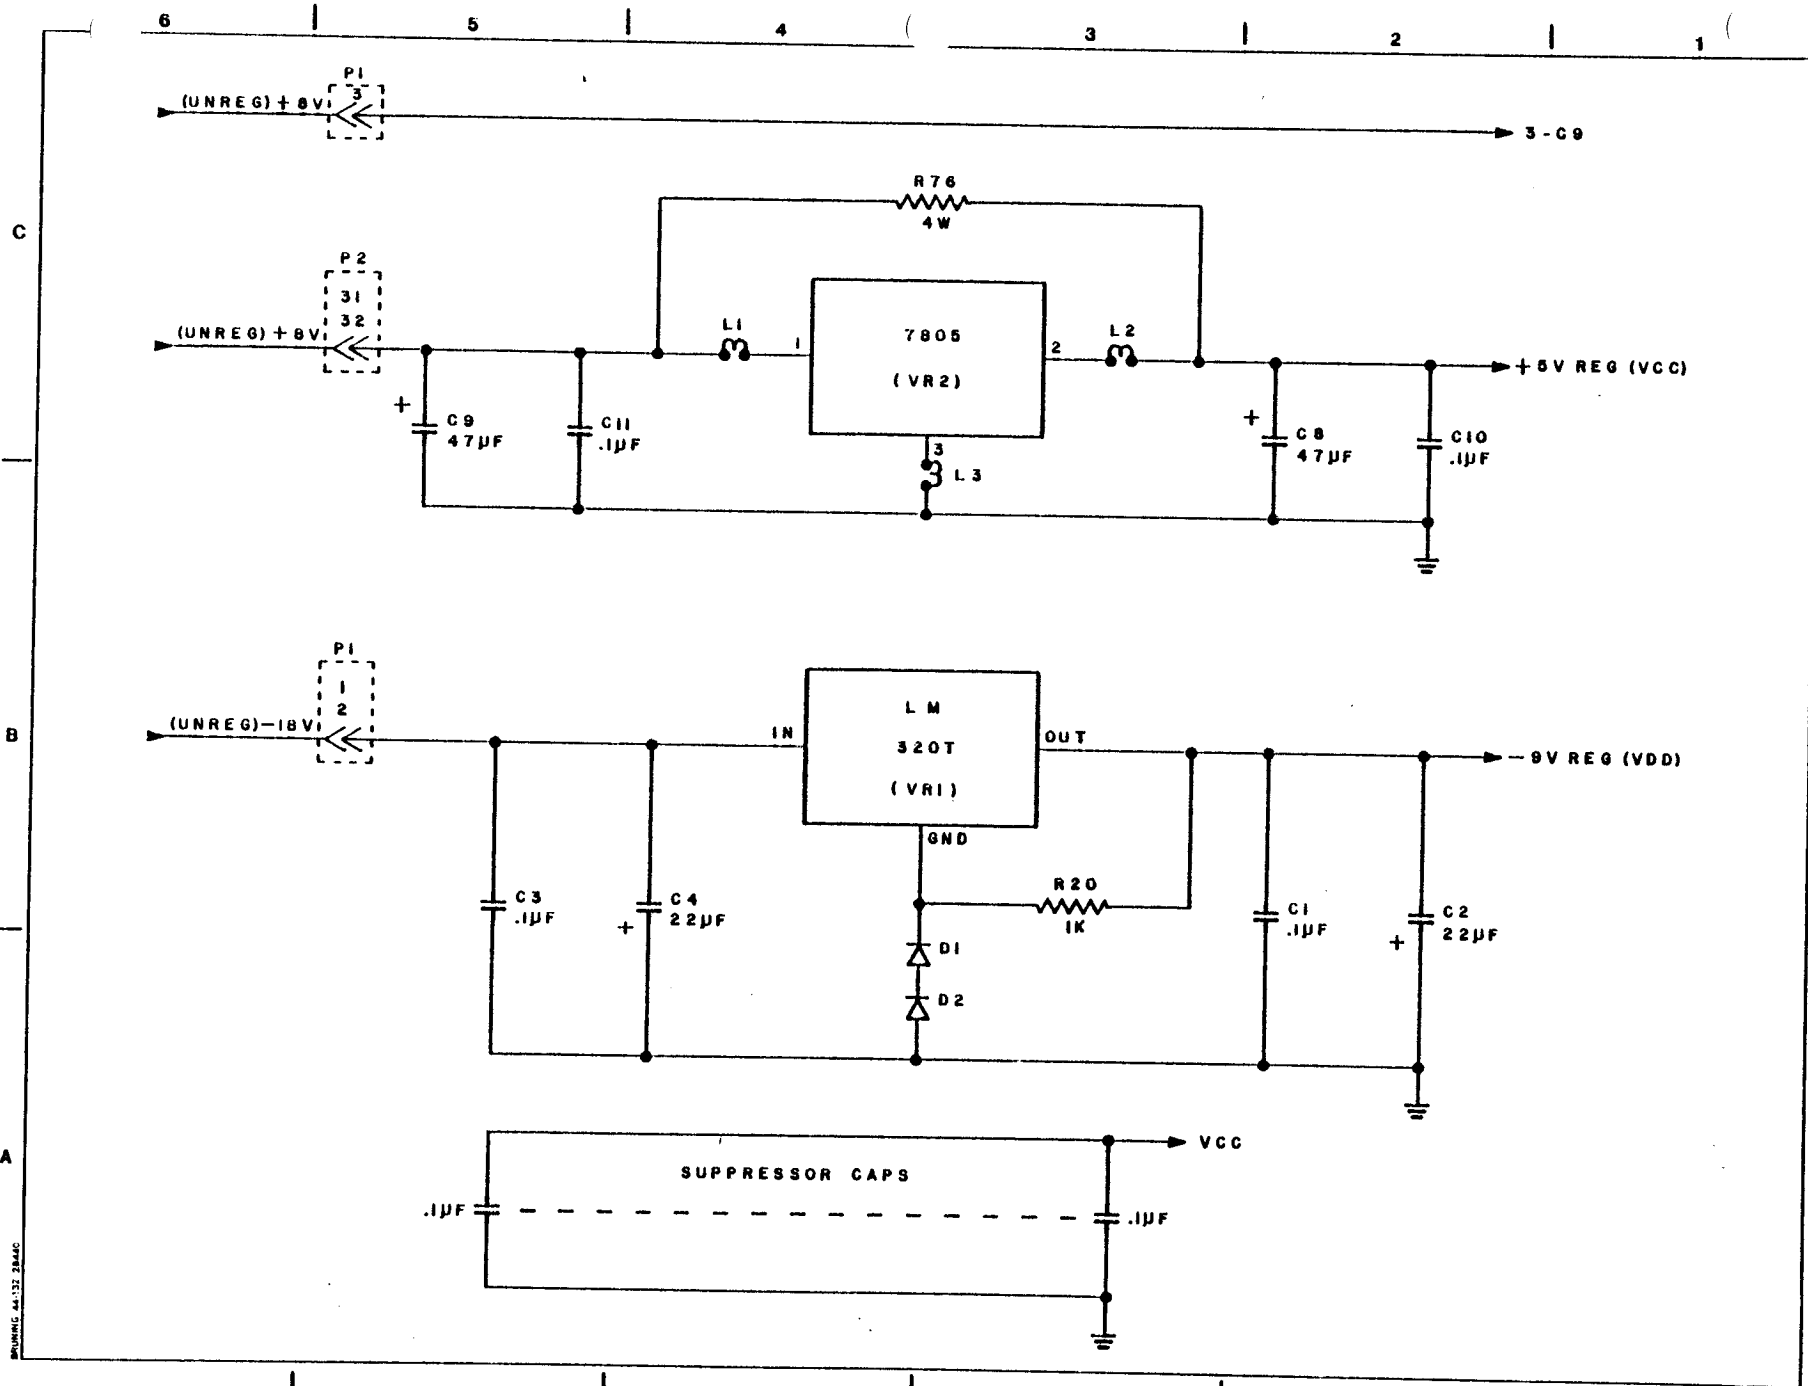 6 5 4 3 2 1
P1
3
(UNREG)+8V
3-C9
R76
4W
C
P2
31
32
(UNREG)+8V
L1
1
7805
(VR2)
2
L2
+5V REG (VCC)
+
C9
47µF
C11
.1µF
3
L3
+
C8
47µF
C10
.1µF
P1
1
2
B
(UNREG)-18V
IN
LM
320T
(VR1)
OUT
-9V REG (VDD)
GND
C3
.1µF
+
C4
22µF
R20
1K
C1
.1µF
+
C2
22µF
D1
D2
A
VCC
SUPPRESSOR CAPS
.1µF
.1µF